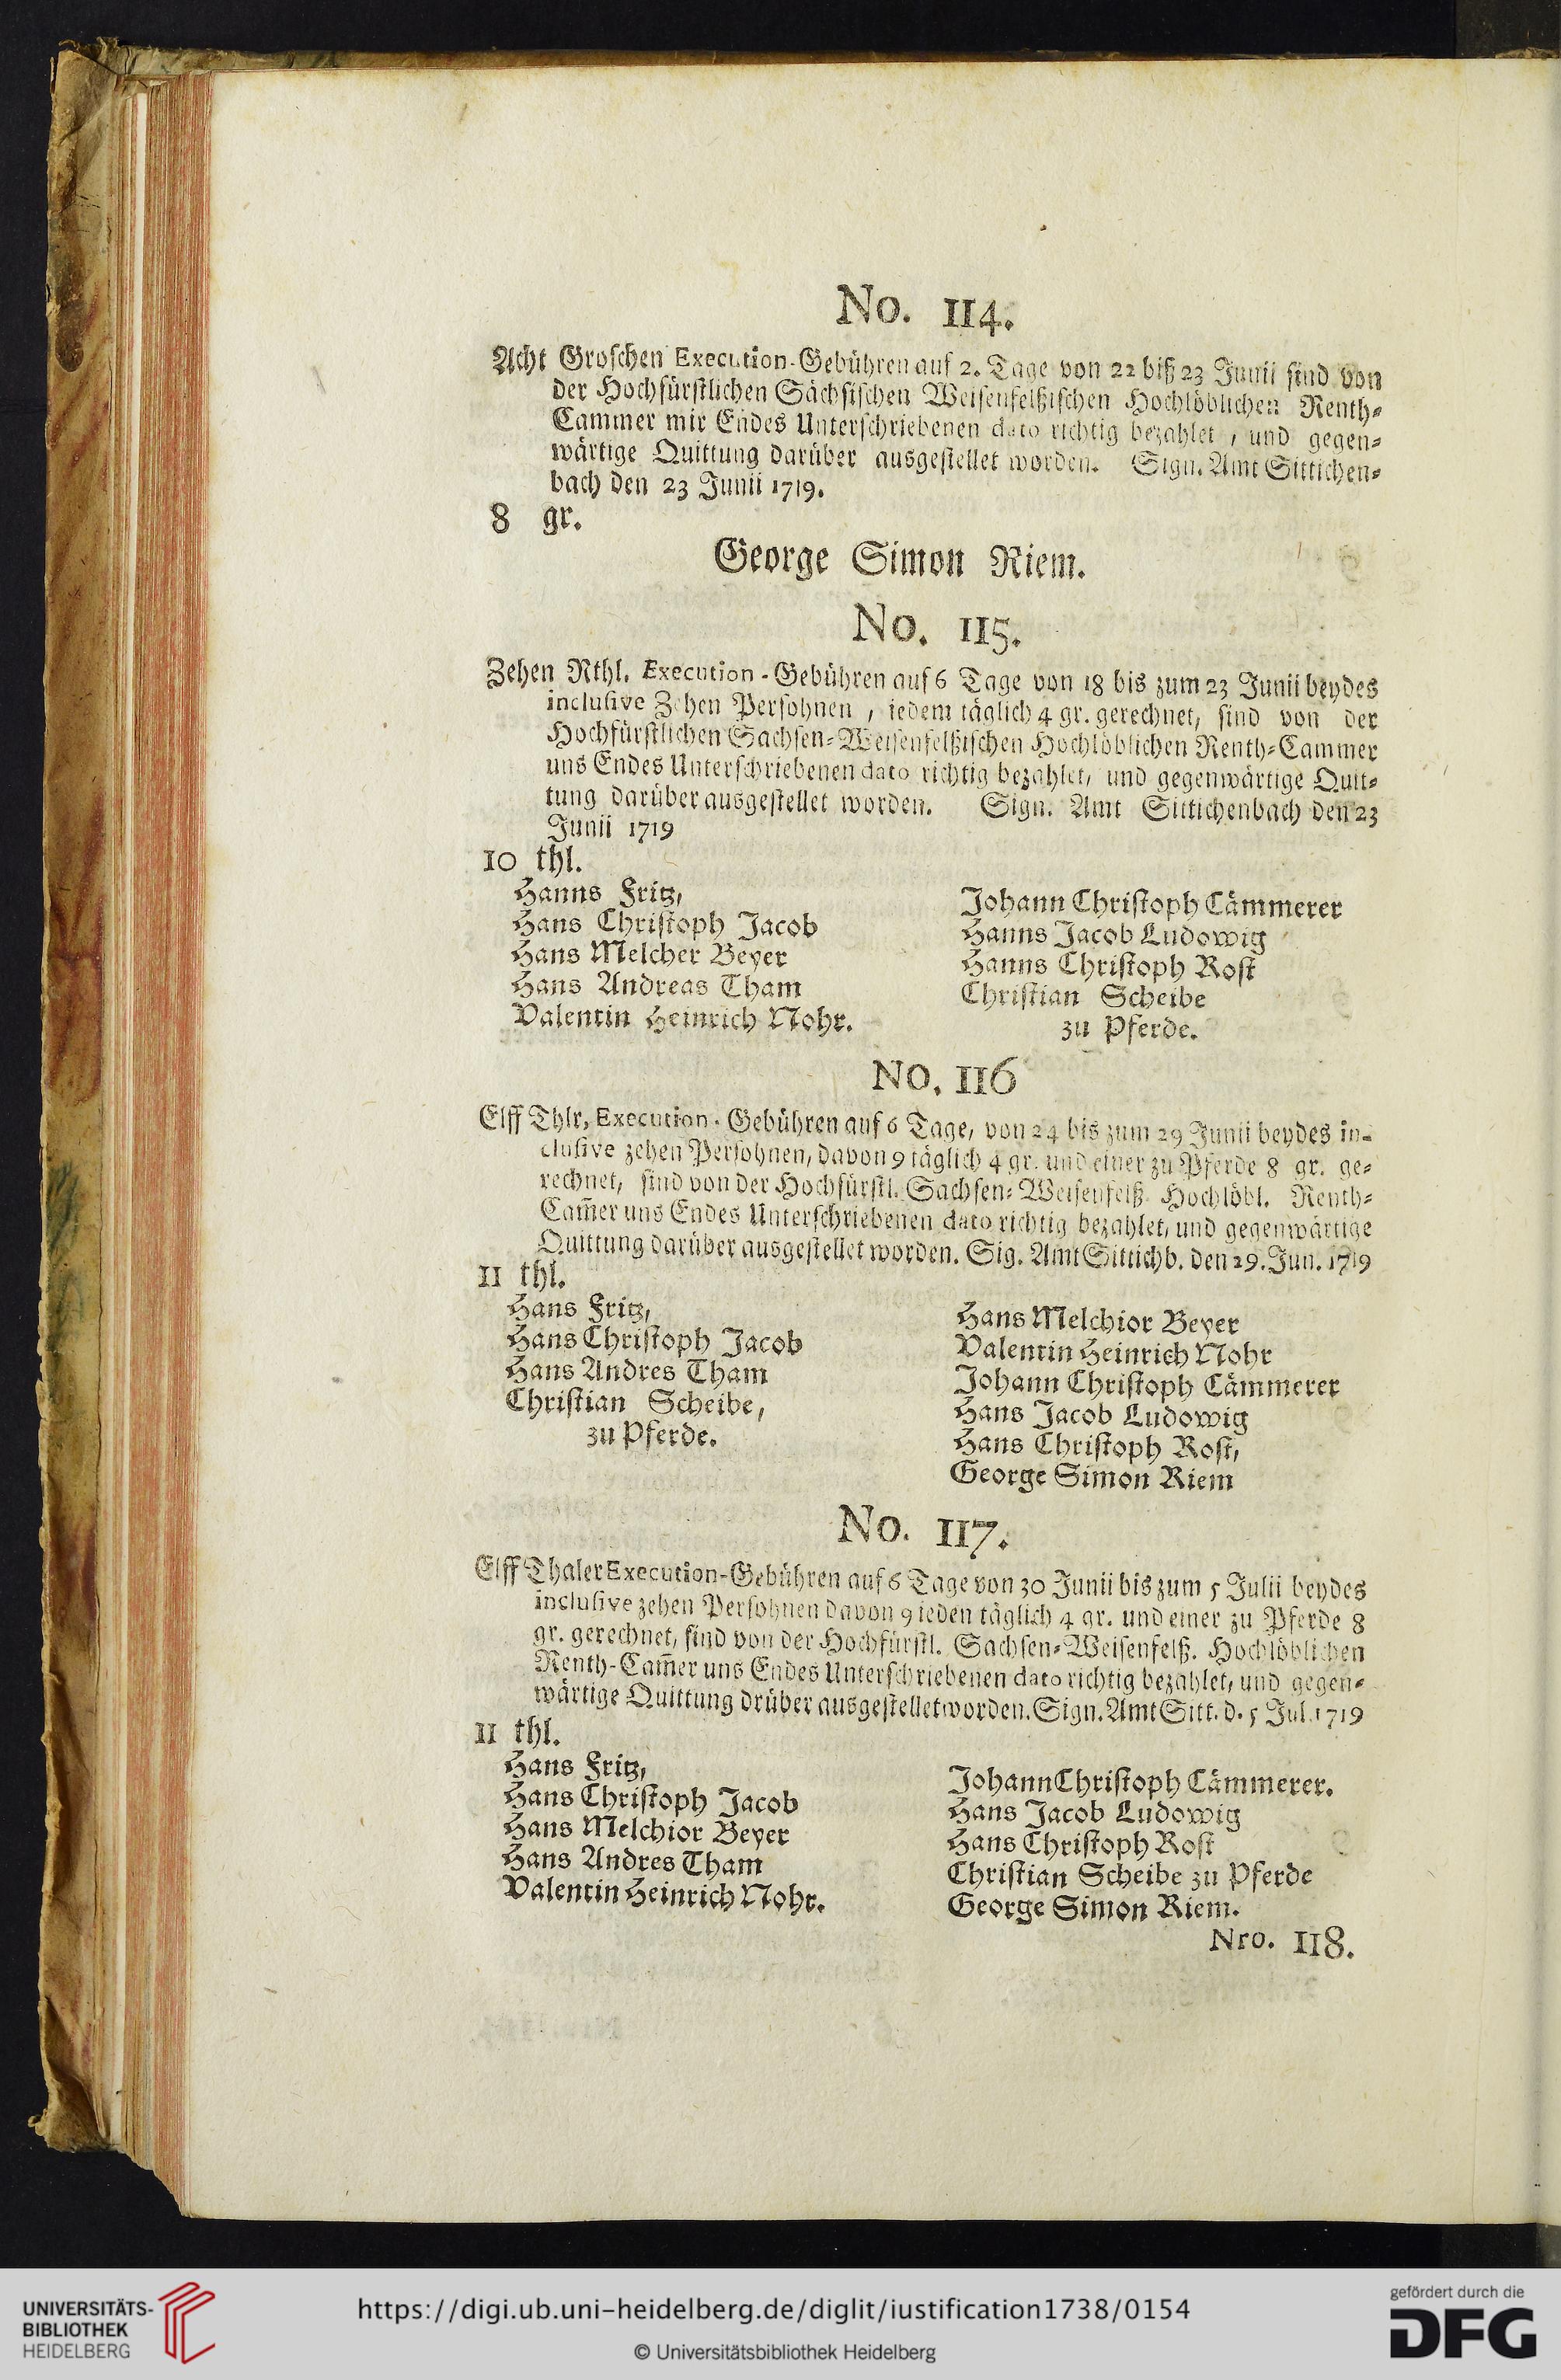 No. 114.
Acht Groschen Execution-Gebühren auf 2. Tage von 22 biß 23 Junii sind von
der Hochfürstlichen Sächsischen Weisenfelßischen Hochlöblichen Renth-
Cammer mir Endes Unterschriebenen dato richtig bezahlet, und gegen-
wärtige Quittung darüber ausgestellet worden. Sign. Amt Sittichen-
bach den 23 Junii 1719.
8 gr.
George Simon Riem.
No. 115.
Zehen Rthl. Execution-Gebühren auf 6 Tage von 18 bis zum 23 Junii beydes
inclusive Zehen Persohnen, iedem täglich 4 gr. gerechnet, sind von der
Hochfürstlichen Sachsen-Weisenfelßischen Hochlöblichen Renth-Cammer
uns Endes Unterschriebenen dato richtig bezahlet, und gegenwärtige Quit-
tung darüber ausgestellet worden. Sign. Amt Sittichenbach den 23
Junii 1719
10 thl.
Hanns Fritz,
Hans Christoph Jacob
Hans Melcher Beyer
Hans Andreas Tham
Valentin Heinrich Nohr.
Johann Christoph Cämmerer
Hanns Jacob Ludowig
Hanns Christoph Rost
Christian Scheibe
zu Pferde.
NO. 116
Elff Thlr. Execution-Gebühren auf 6 Tage, von 24 bis zum 29 Junii beydes in-
clusive zehen Persohnen, davon 9 täglich 4 gr. und einer zu Pferde 8 gr. ge-
rechnet, sind von der Hochfürstl. Sachsen-Weisenfelß. Hochlöbl. Renth-
Cam̅er uns Endes Unterschriebenen dato richtig bezahlet, und gegenwärtige
Quittung darüber ausgestellet worden. Sig. Amt Sittichb. den 29. Jun. 1719
11 thl.
Hans Fritz,
Hans Christoph Jacob
Hans Andres Tham
Christian Scheibe,
zu Pferde.
Hans Melchior Beyer
Valentin Heinrich Nohr
Johann Christoph Cämmerer
Hans Jacob Ludowig
Hans Christoph Rost,
George Simon Riem
No. 117.
Elff Thaler Execution-Gebühren auf 6 Tage von 30 Junii bis zum 5 Julii beydes
inclusive zehen Persohnen davon 9 ieden täglich 4 gr. und einer zu Pferde 8
gr. gerechnet, sind von der Hochfürstl. Sachsen-Weisenfelß. Hochlöblichen
Renth-Cam̅er uns Endes Unterschriebenen dato richtig bezahlet, und gegen-
wärtige Quittung drüber ausgestellet worden. Sign. Amt Sitt. d. 5 Jul. 1719
11 thl.
Hans Fritz,
Hans Christoph Jacob
Hans Melchior Beyer
Hans Andres Tham
Valentin Heinrich Nohr.
Johann Christoph Cämmerer.
Hans Jacob Ludowig
Hans Christoph Rost
Christian Scheibe zu Pferde
George Simon Riem.
Nro. 118.
UNIVERSITÄTS-
BIBLIOTHEK
HEIDELBERG
https://digi.ub.uni-heidelberg.de/diglit/iustification1738/0154
© Universitätsbibliothek Heidelberg
gefördert durch die
DFG